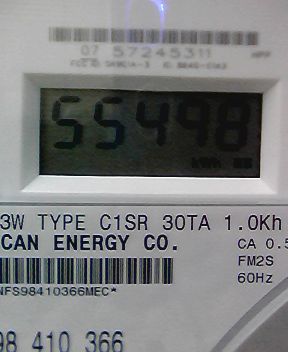 07 57245311
55498
3W TYPE C1SR 30TA 1.0Kh
CAN ENERGY CO.
CA 0.5
FM2S
60Hz
NFS98410366MEC*
98 410 366